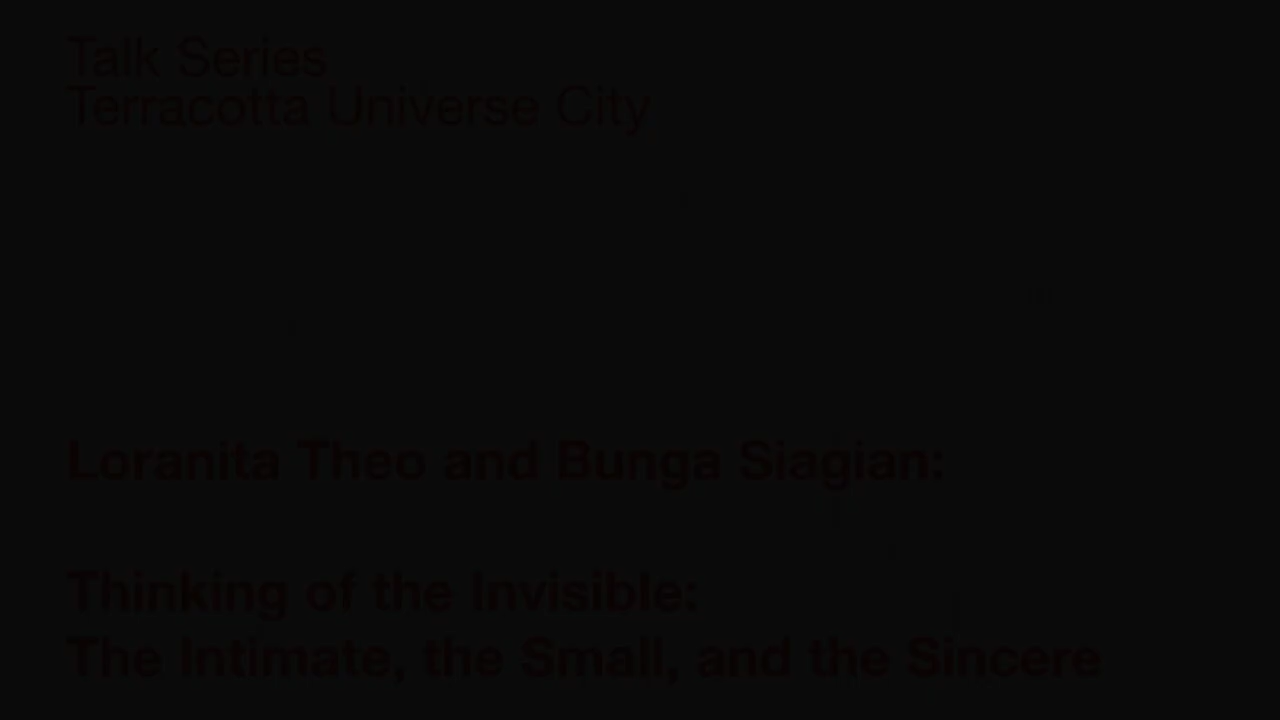 Talk Series
Terracotta Universe City
Loranita Theo and Bunga Siagian:
Thinking of the Invisible:
The Intimate, the Small, and the Sincere